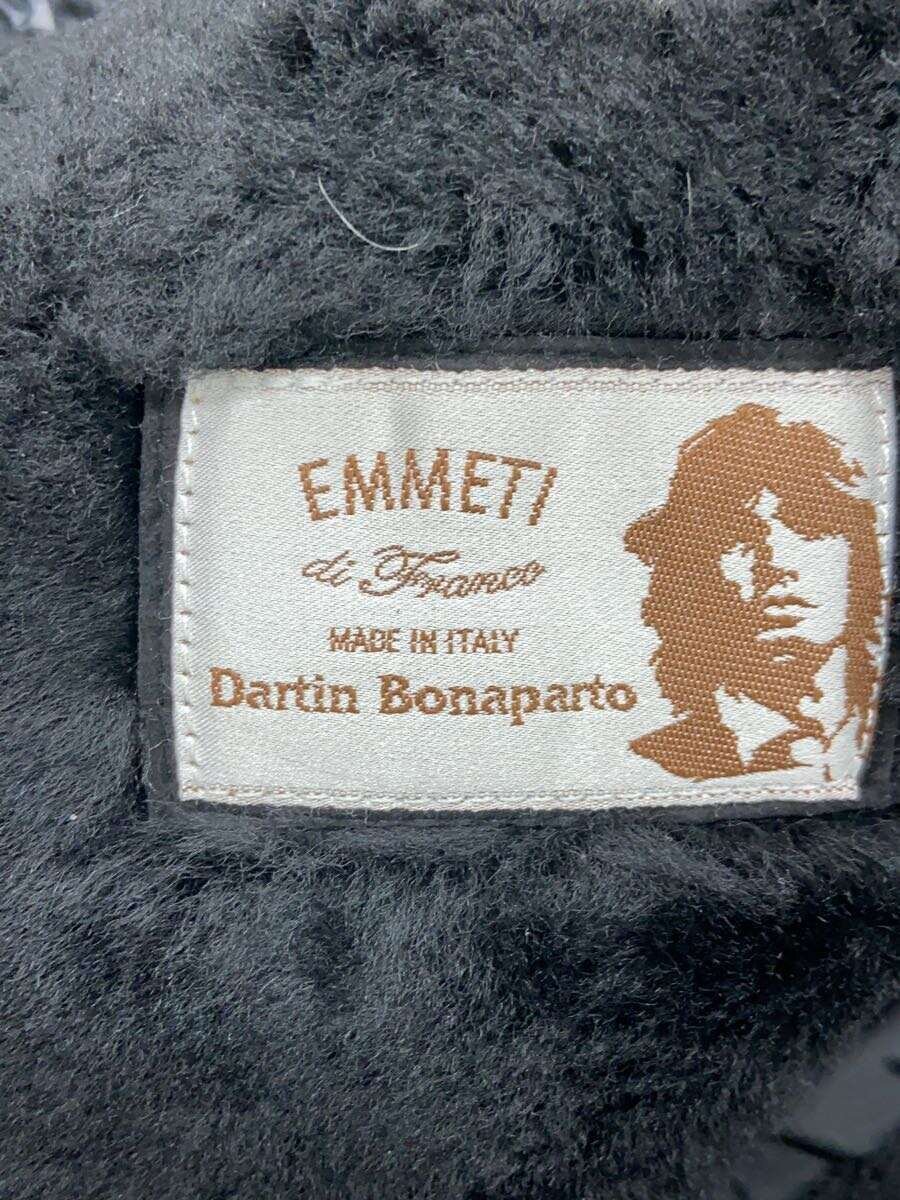 EMMETI
di Franco
MADE IN ITALY
Dartin Bonaparto